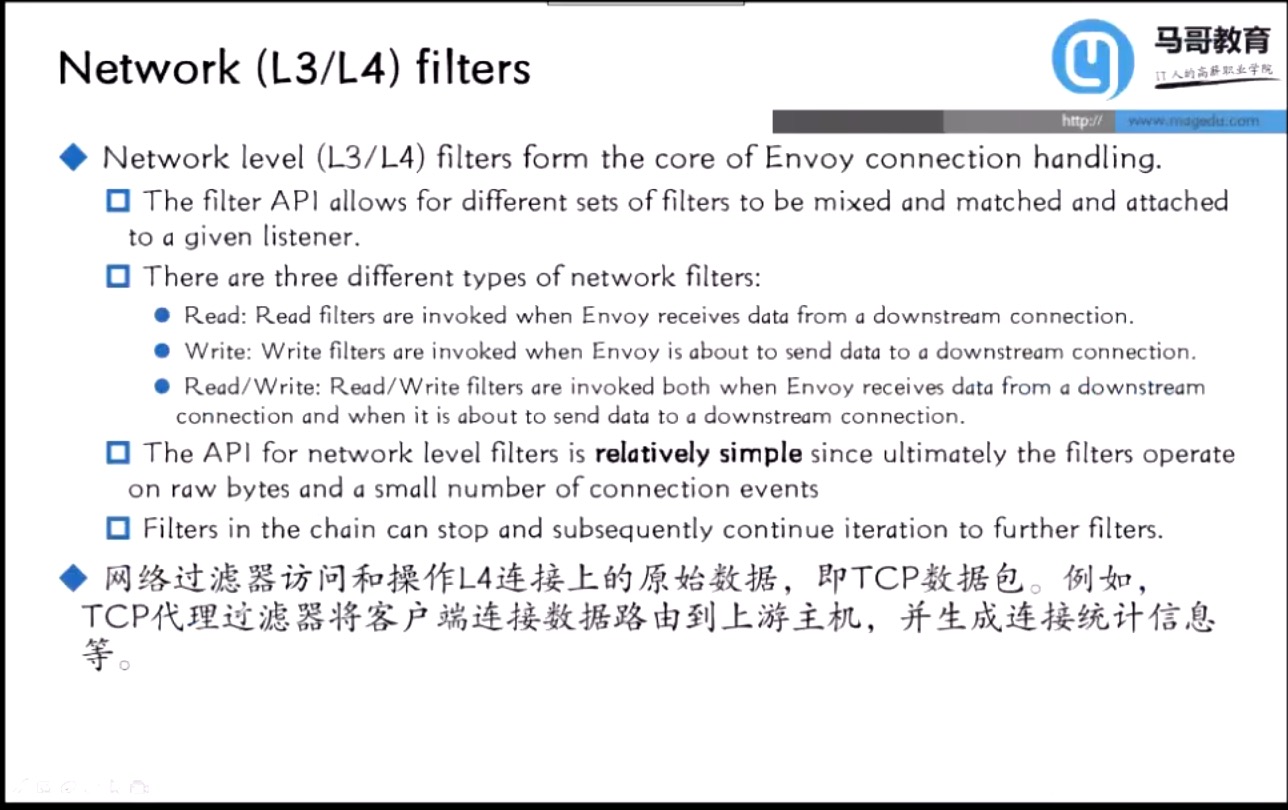 Network (L3/L4) filters
马哥教育
IT人的高薪职业学院
http://
www.magedu.com
Network level (L3/L4) filters form the core of Envoy connection handling.
The filter API allows for different sets of filters to be mixed and matched and attached
to a given listener.
There are three different types of network filters:
Read: Read filters are invoked when Envoy receives data from a downstream connection.
Write: Write filters are invoked when Envoy is about to send data to a downstream connection.
Read/Write: Read/Write filters are invoked both when Envoy receives data from a downstream
connection and when it is about to send data to a downstream connection.
The API for network level filters is relatively simple since ultimately the filters operate
on raw bytes and a small number of connection events
Filters in the chain can stop and subsequently continue iteration to further filters.
网络过滤器访问和操作L4连接上的原始数据，即TCP数据包。例如，
TCP代理过滤器将客户端连接数据路由到上游主机，并生成连接统计信息
等。